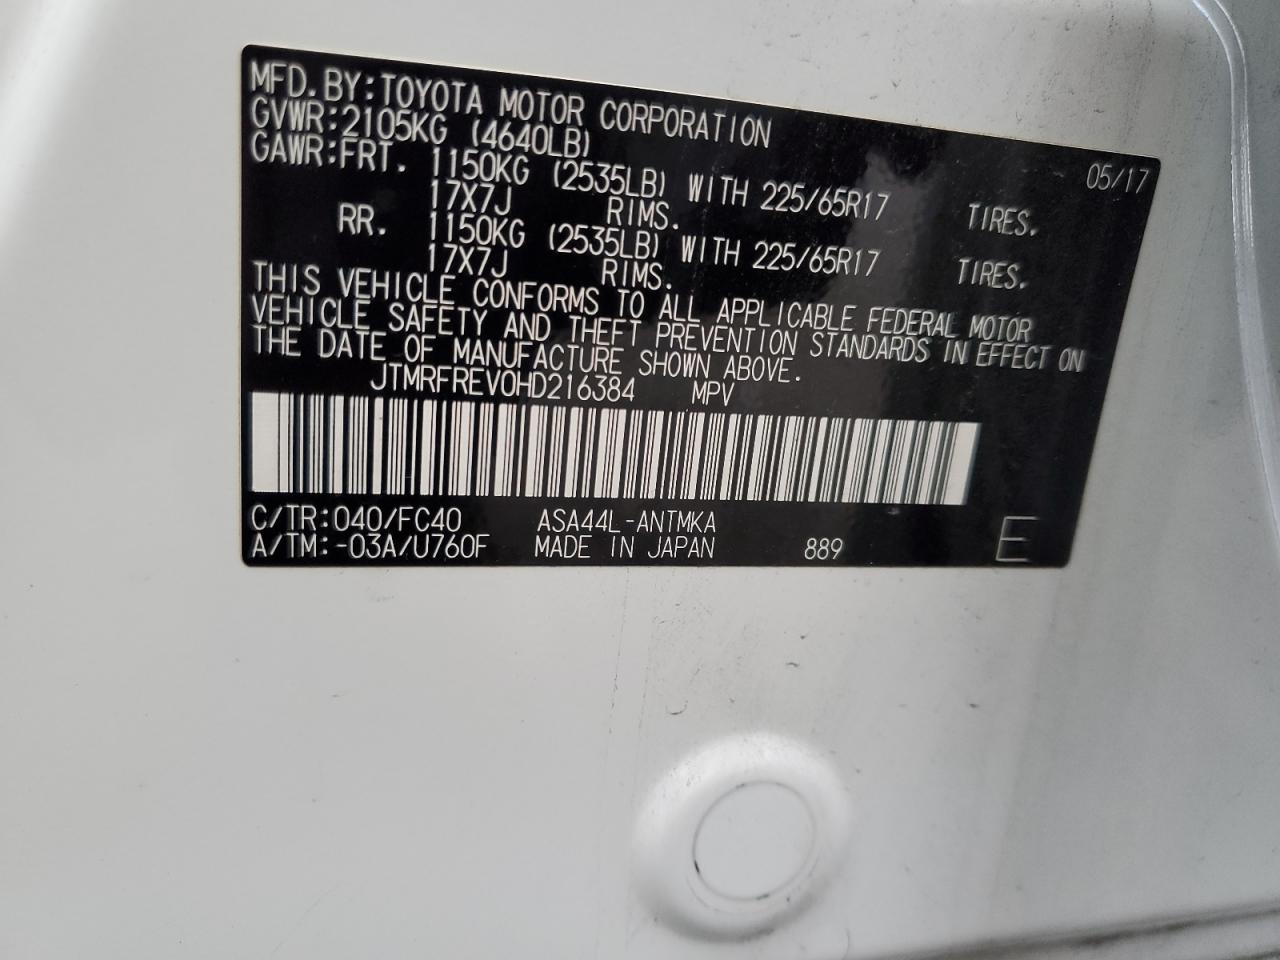 MFD.BY:TOYOTA MOTOR CORPORATION 05/17
GVWR:2105KG (4640LB)
GAWR:FRT. 1150KG (2535LB) WITH 225/65R17 TIRES.
17X7J RIMS.
RR. 1150KG (2535LB) WITH 225/65R17 TIRES.
17X7J RIMS.
THIS VEHICLE CONFORMS TO ALL APPLICABLE FEDERAL MOTOR
VEHICLE SAFETY AND THEFT PREVENTION STANDARDS IN EFFECT ON
THE DATE OF MANUFACTURE SHOWN ABOVE.
JTMRFREV0HD216384 MPV
C/TR:040/FC40 ASA44L-ANTMKA
A/TM:-03A/U760F MADE IN JAPAN 889 E